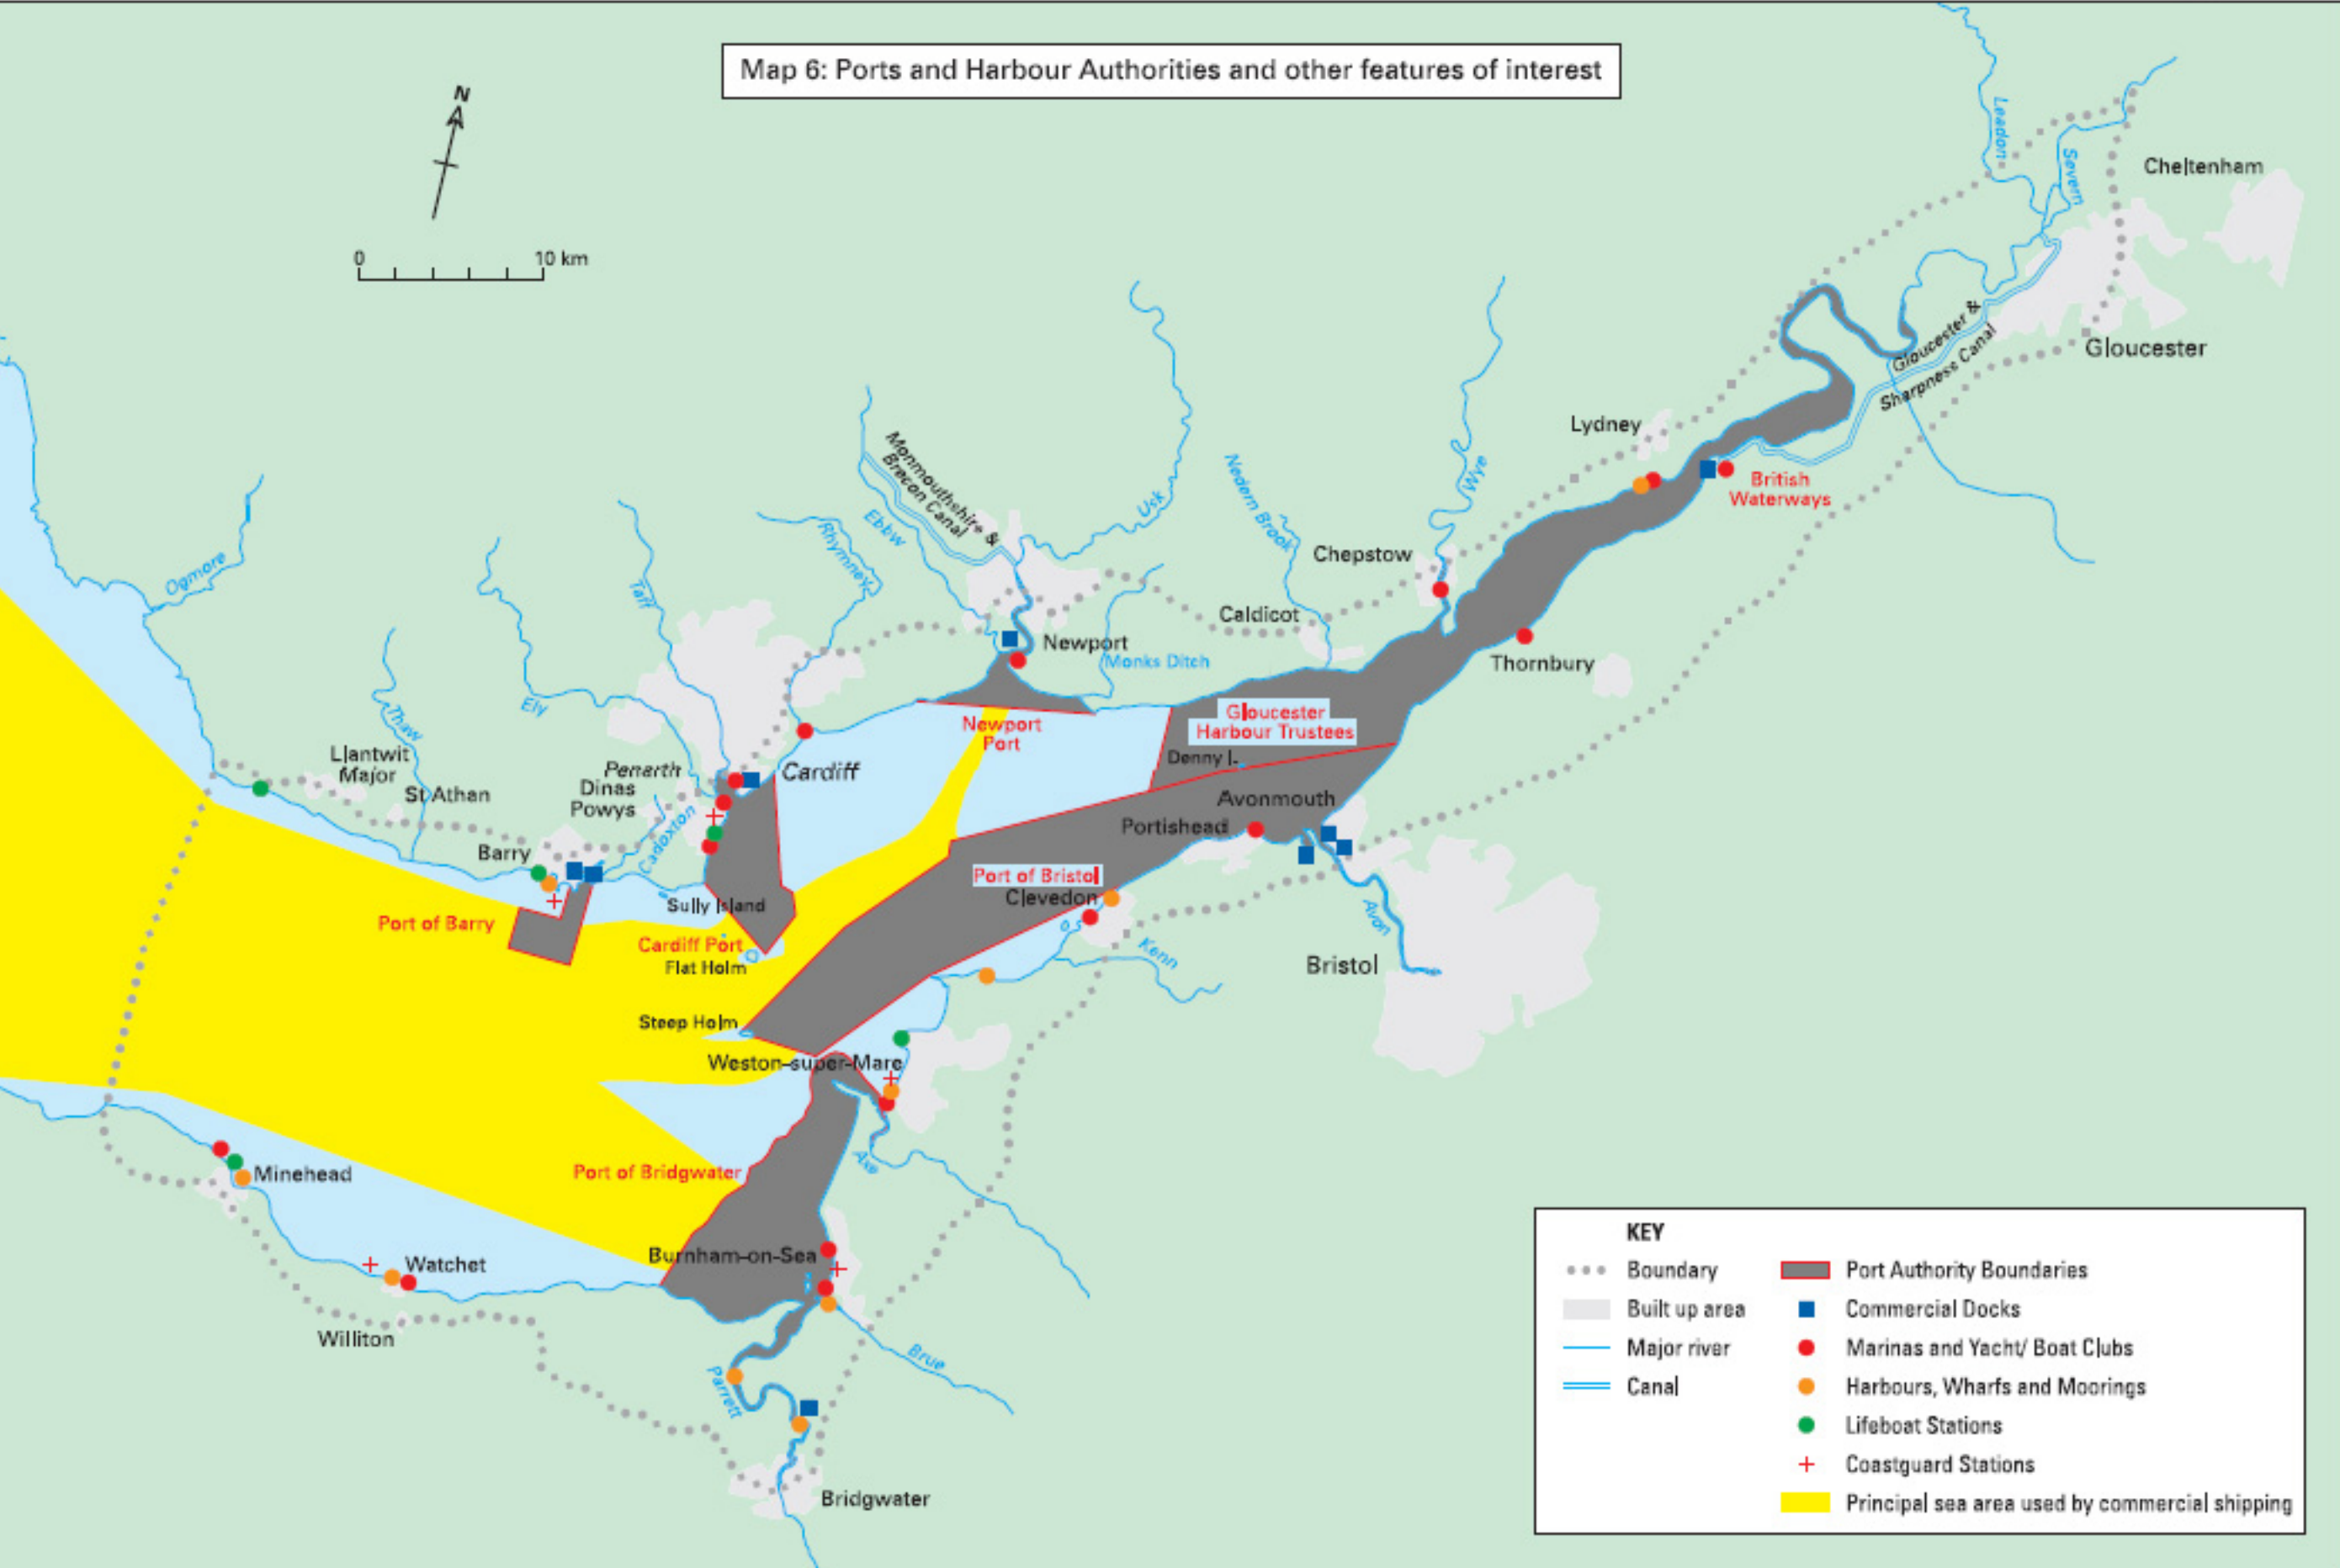 Map 6: Ports and Harbour Authorities and other features of interest
N
0
10 km
Leadon
Severn
Cheltenham
Gloucester
Gloucester &
Sharpness Canal
Lydney
British
Waterways
Monmouthshire &
Brecon Canal
Usk
Nedern Brook
Wye
Ebbw
Rhymney
Taff
Ogmore
Ely
Thaw
Chepstow
Caldicot
Newport
Monks Ditch
Thornbury
Newport
Port
Gloucester
Harbour Trustees
Denny I.
Avonmouth
Portishead
Llantwit
Major
St Athan
Penarth
Dinas
Powys
Cardiff
Cadoxton
Barry
Port of Barry
Sully Island
Cardiff Port
Flat Holm
Port of Bristol
Clevedon
Kenn
Avon
Bristol
Steep Holm
Weston-super-Mare
Axe
Port of Bridgwater
Minehead
Watchet
Williton
Burnham-on-Sea
Brue
Parrett
Bridgwater
KEY
Boundary
Built up area
Major river
Canal
Port Authority Boundaries
Commercial Docks
Marinas and Yacht/ Boat Clubs
Harbours, Wharfs and Moorings
Lifeboat Stations
Coastguard Stations
Principal sea area used by commercial shipping